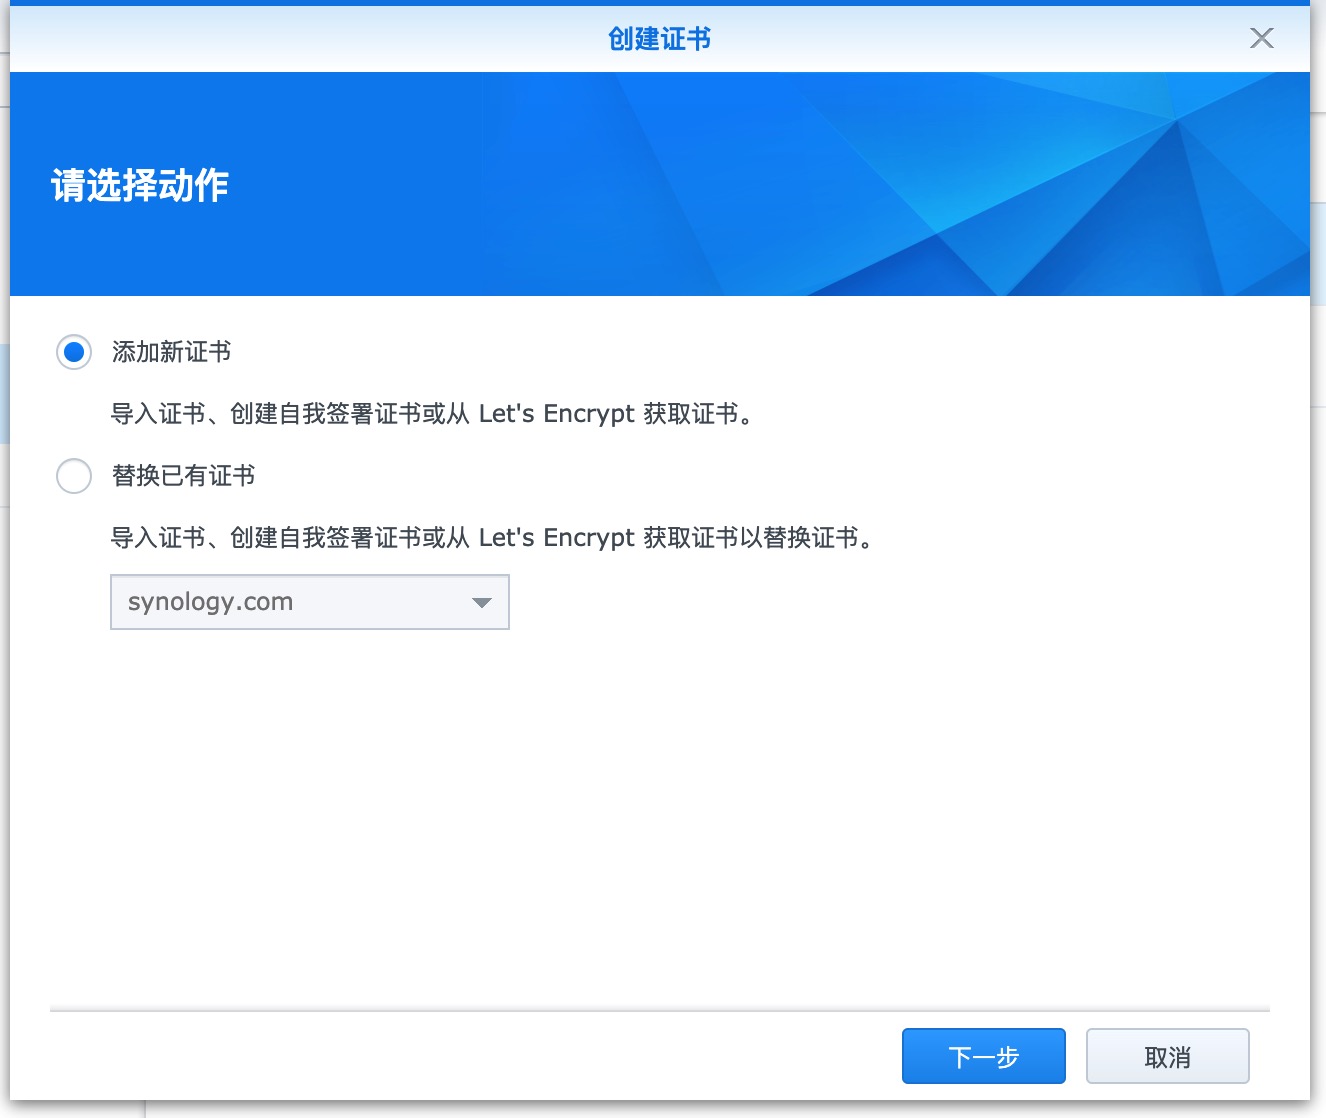 创建证书
请选择动作
添加新证书
导入证书、创建自我签署证书或从 Let's Encrypt 获取证书。
替换已有证书
导入证书、创建自我签署证书或从 Let's Encrypt 获取证书以替换证书。
synology.com
下一步
取消